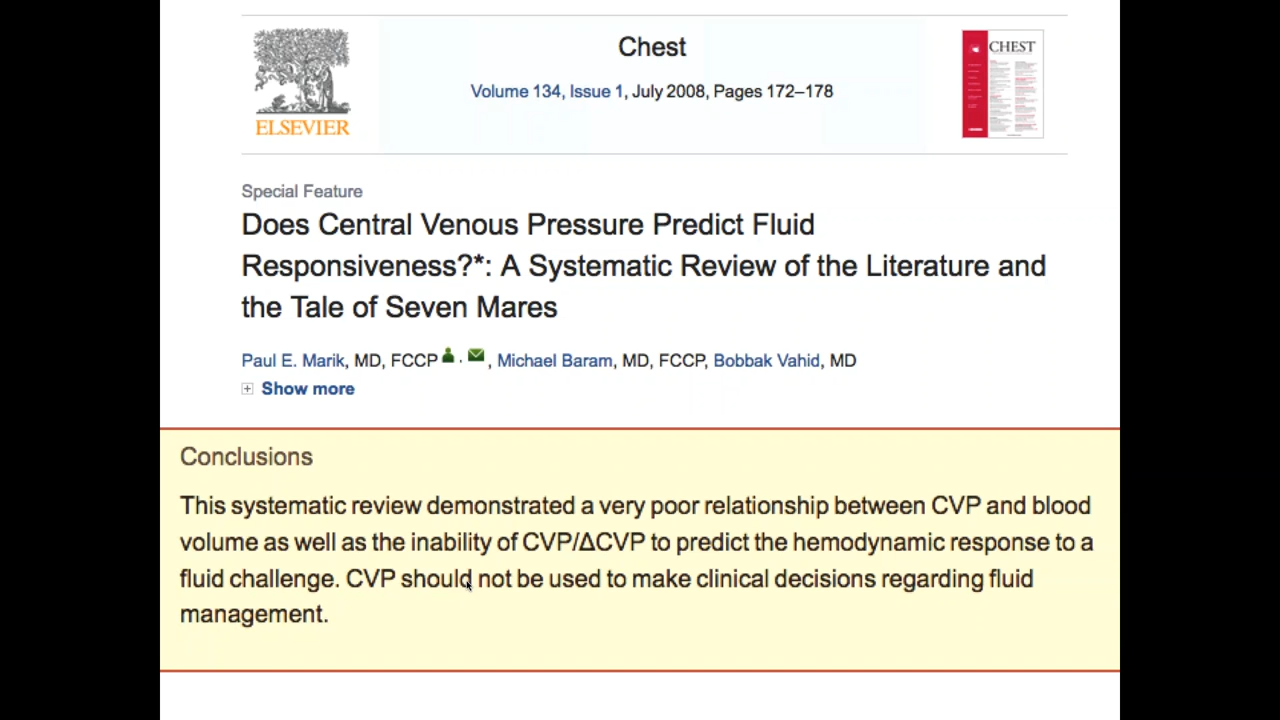 Chest
Volume 134, Issue 1, July 2008, Pages 172–178
CHEST
ELSEVIER
Special Feature
Does Central Venous Pressure Predict Fluid
Responsiveness?*: A Systematic Review of the Literature and
the Tale of Seven Mares
Paul E. Marik, MD, FCCP , Michael Baram, MD, FCCP, Bobbak Vahid, MD
Show more
Conclusions
This systematic review demonstrated a very poor relationship between CVP and blood
volume as well as the inability of CVP/ΔCVP to predict the hemodynamic response to a
fluid challenge. CVP should not be used to make clinical decisions regarding fluid
management.